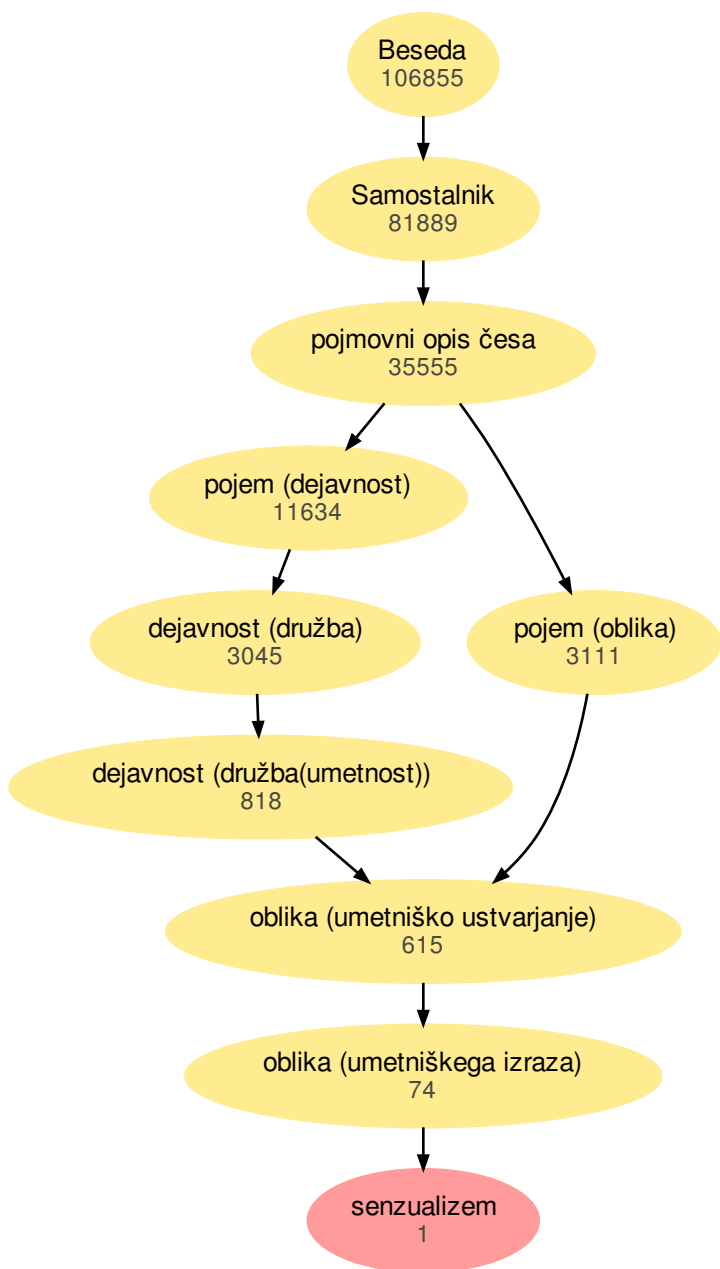 Beseda
106855
Samostalnik
81889
pojmovni opis česa
35555
pojem (dejavnost)
11634
dejavnost (družba)
3045
pojem (oblika)
3111
dejavnost (družba(umetnost))
818
oblika (umetniško ustvarjanje)
615
oblika (umetniškega izraza)
74
senzualizem
1